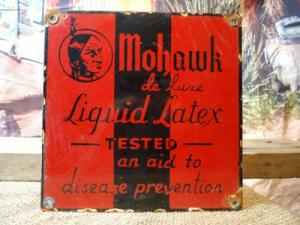 Mohawk
de Luxe
Liquid Latex
TESTED
an aid to
disease prevention